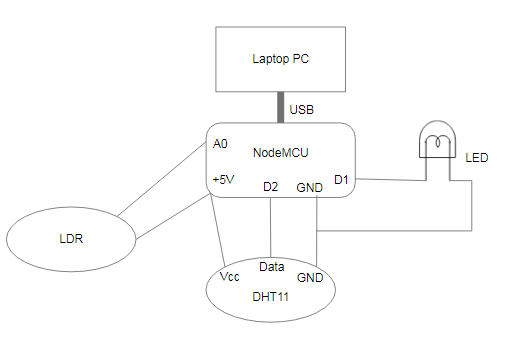 Laptop PC
USB
A0
NodeMCU
LED
+5V
D2
GND
D1
LDR
Vcc
Data
GND
DHT11